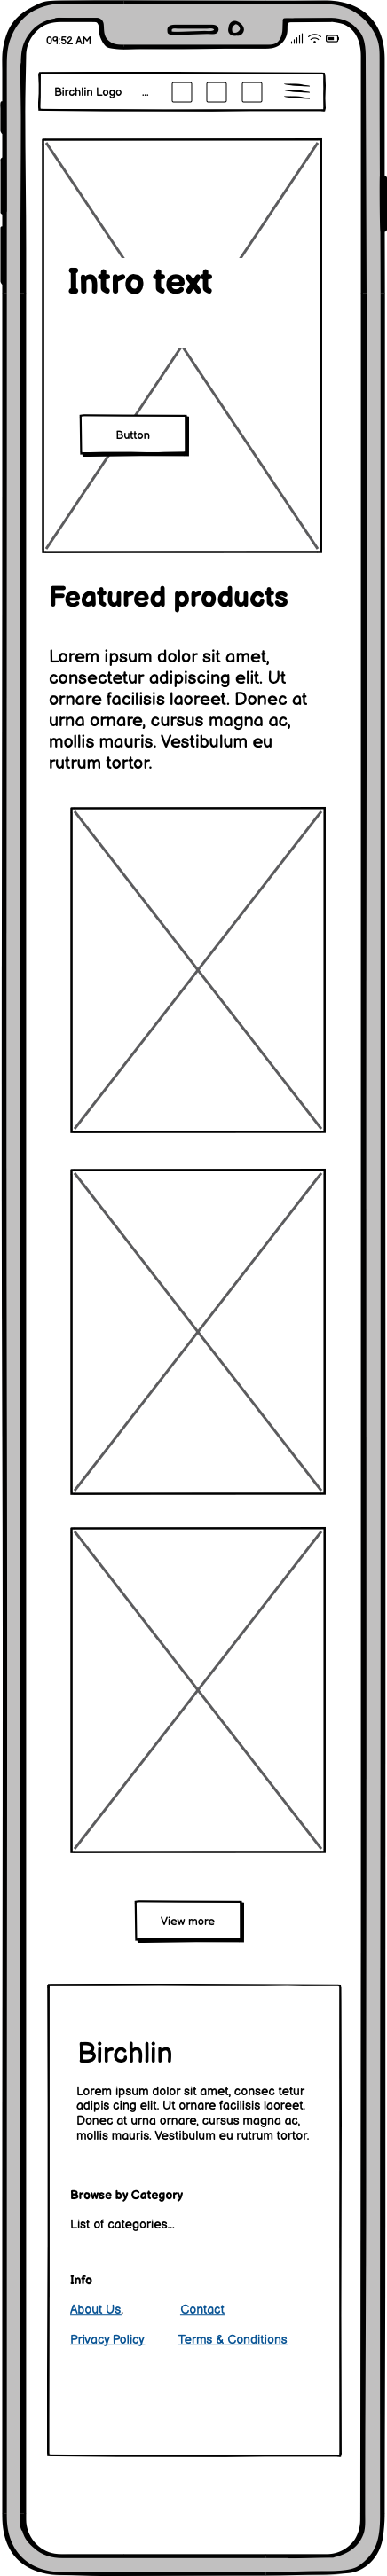 09:52 AM
Birchlin Logo ...
Intro text
Button
Featured products
Lorem ipsum dolor sit amet,
consectetur adipiscing elit. Ut
ornare facilisis laoreet. Donec at
urna ornare, cursus magna ac,
mollis mauris. Vestibulum eu
rutrum tortor.
View more
Birchlin
Lorem ipsum dolor sit amet, consec tetur
adipis cing elit. Ut ornare facilisis laoreet.
Donec at urna ornare, cursus magna ac,
mollis mauris. Vestibulum eu rutrum tortor.
Browse by Category
List of categories...
Info
About Us. Contact
Privacy Policy Terms & Conditions